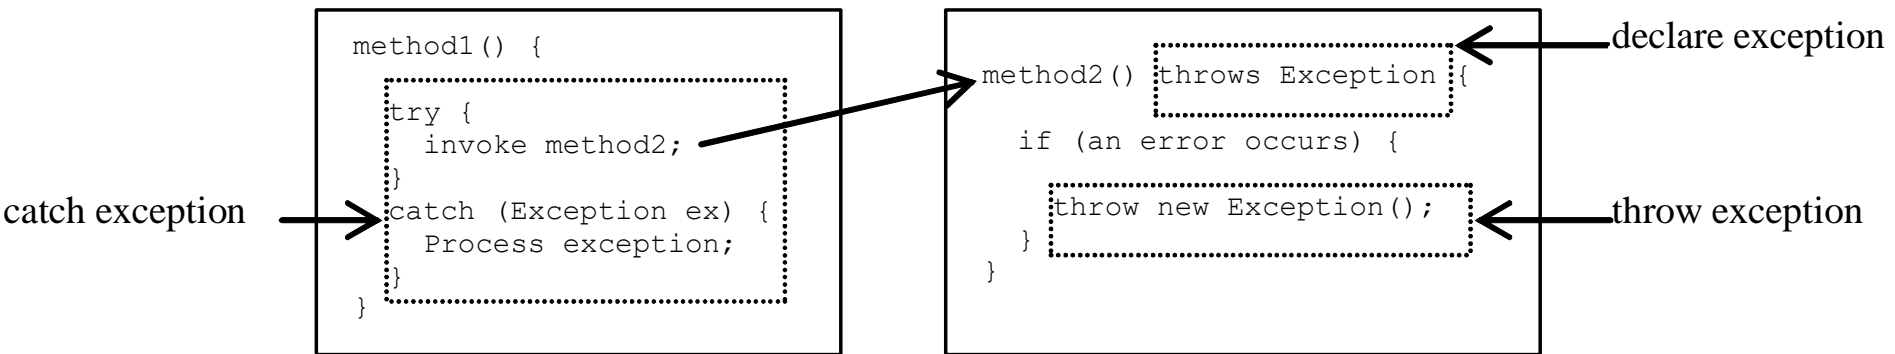 catch exception
method1() {
try {
invoke method2;
}
catch (Exception ex) {
Process exception;
}
}
method2() throws Exception {
if (an error occurs) {
throw new Exception();
}
}
declare exception
throw exception